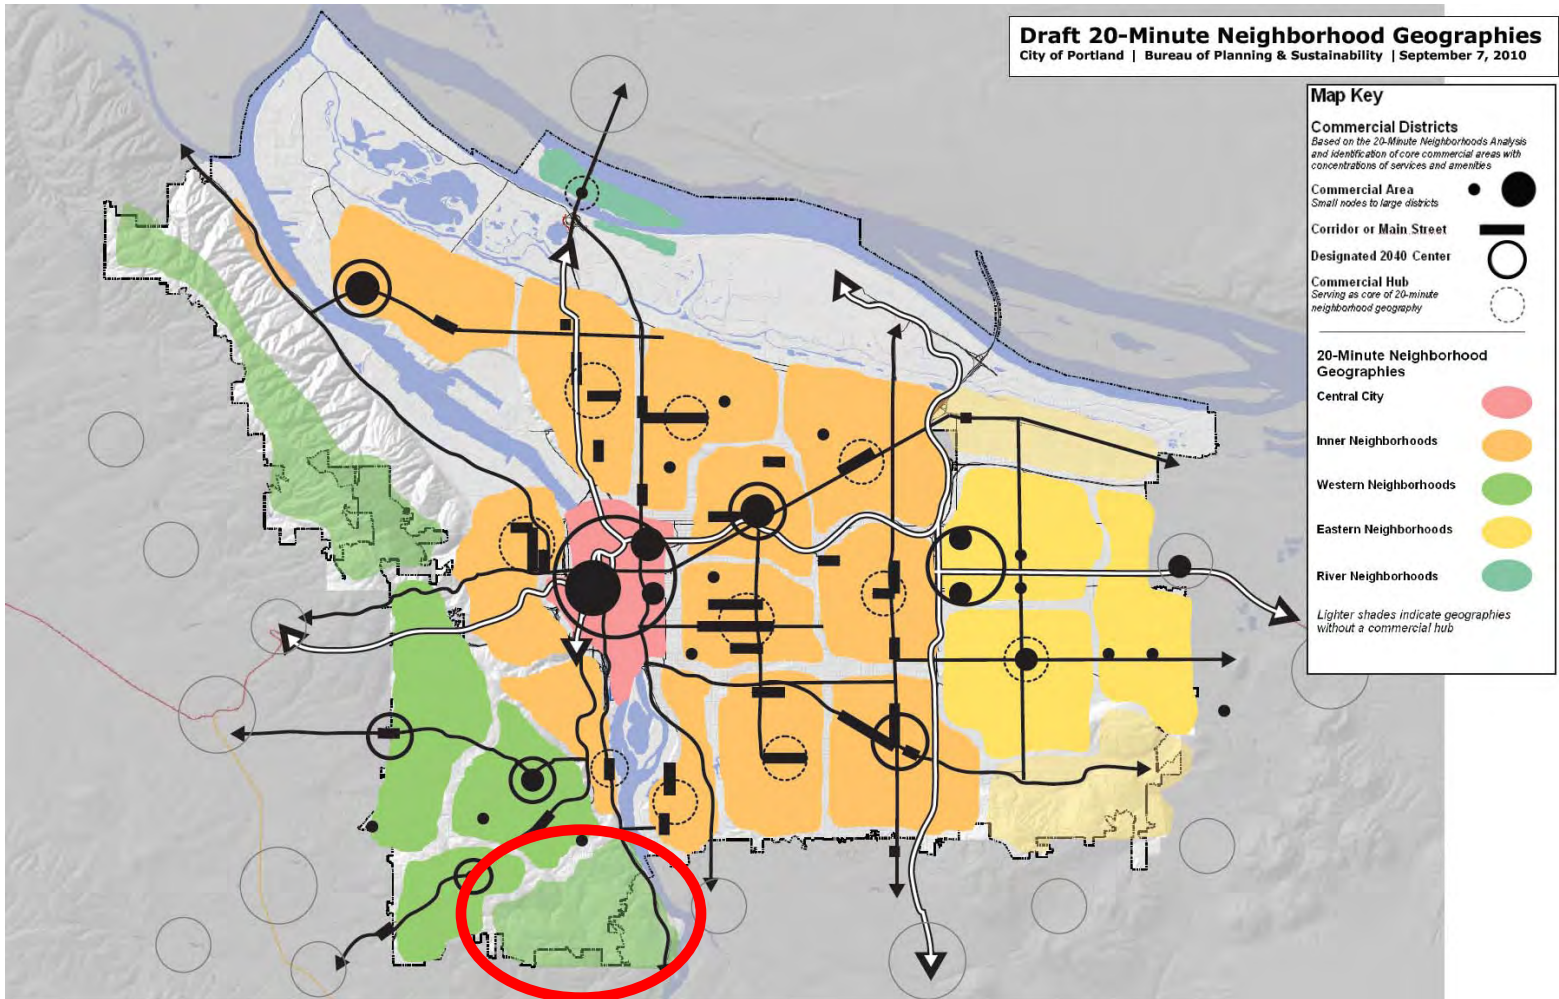 Draft 20-Minute Neighborhood Geographies
City of Portland | Bureau of Planning & Sustainability | September 7, 2010
Map Key
Commercial Districts
Based on the 20-Minute Neighborhoods Analysis
and identification of core commercial areas with
concentrations of services and amenities
Commercial Area
Small nodes to large districts
Corridor or Main Street
Designated 2040 Center
Commercial Hub
Serving as core of 20-minute
neighborhood geography
20-Minute Neighborhood
Geographies
Central City
Inner Neighborhoods
Western Neighborhoods
Eastern Neighborhoods
River Neighborhoods
Lighter shades indicate geographies
without a commercial hub